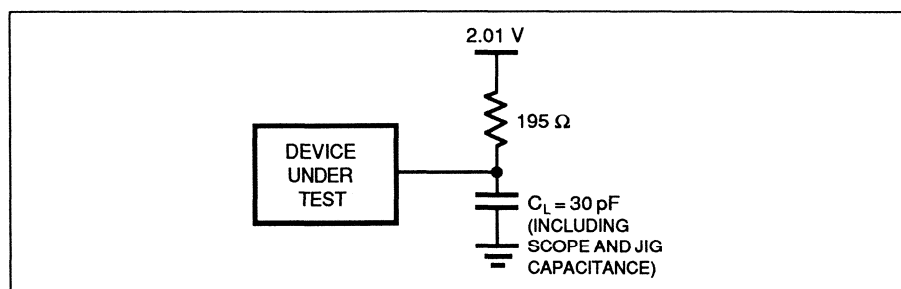 2.01 V
195 Ω
DEVICE
UNDER
TEST
C_L = 30 pF
(INCLUDING
SCOPE AND JIG
CAPACITANCE)